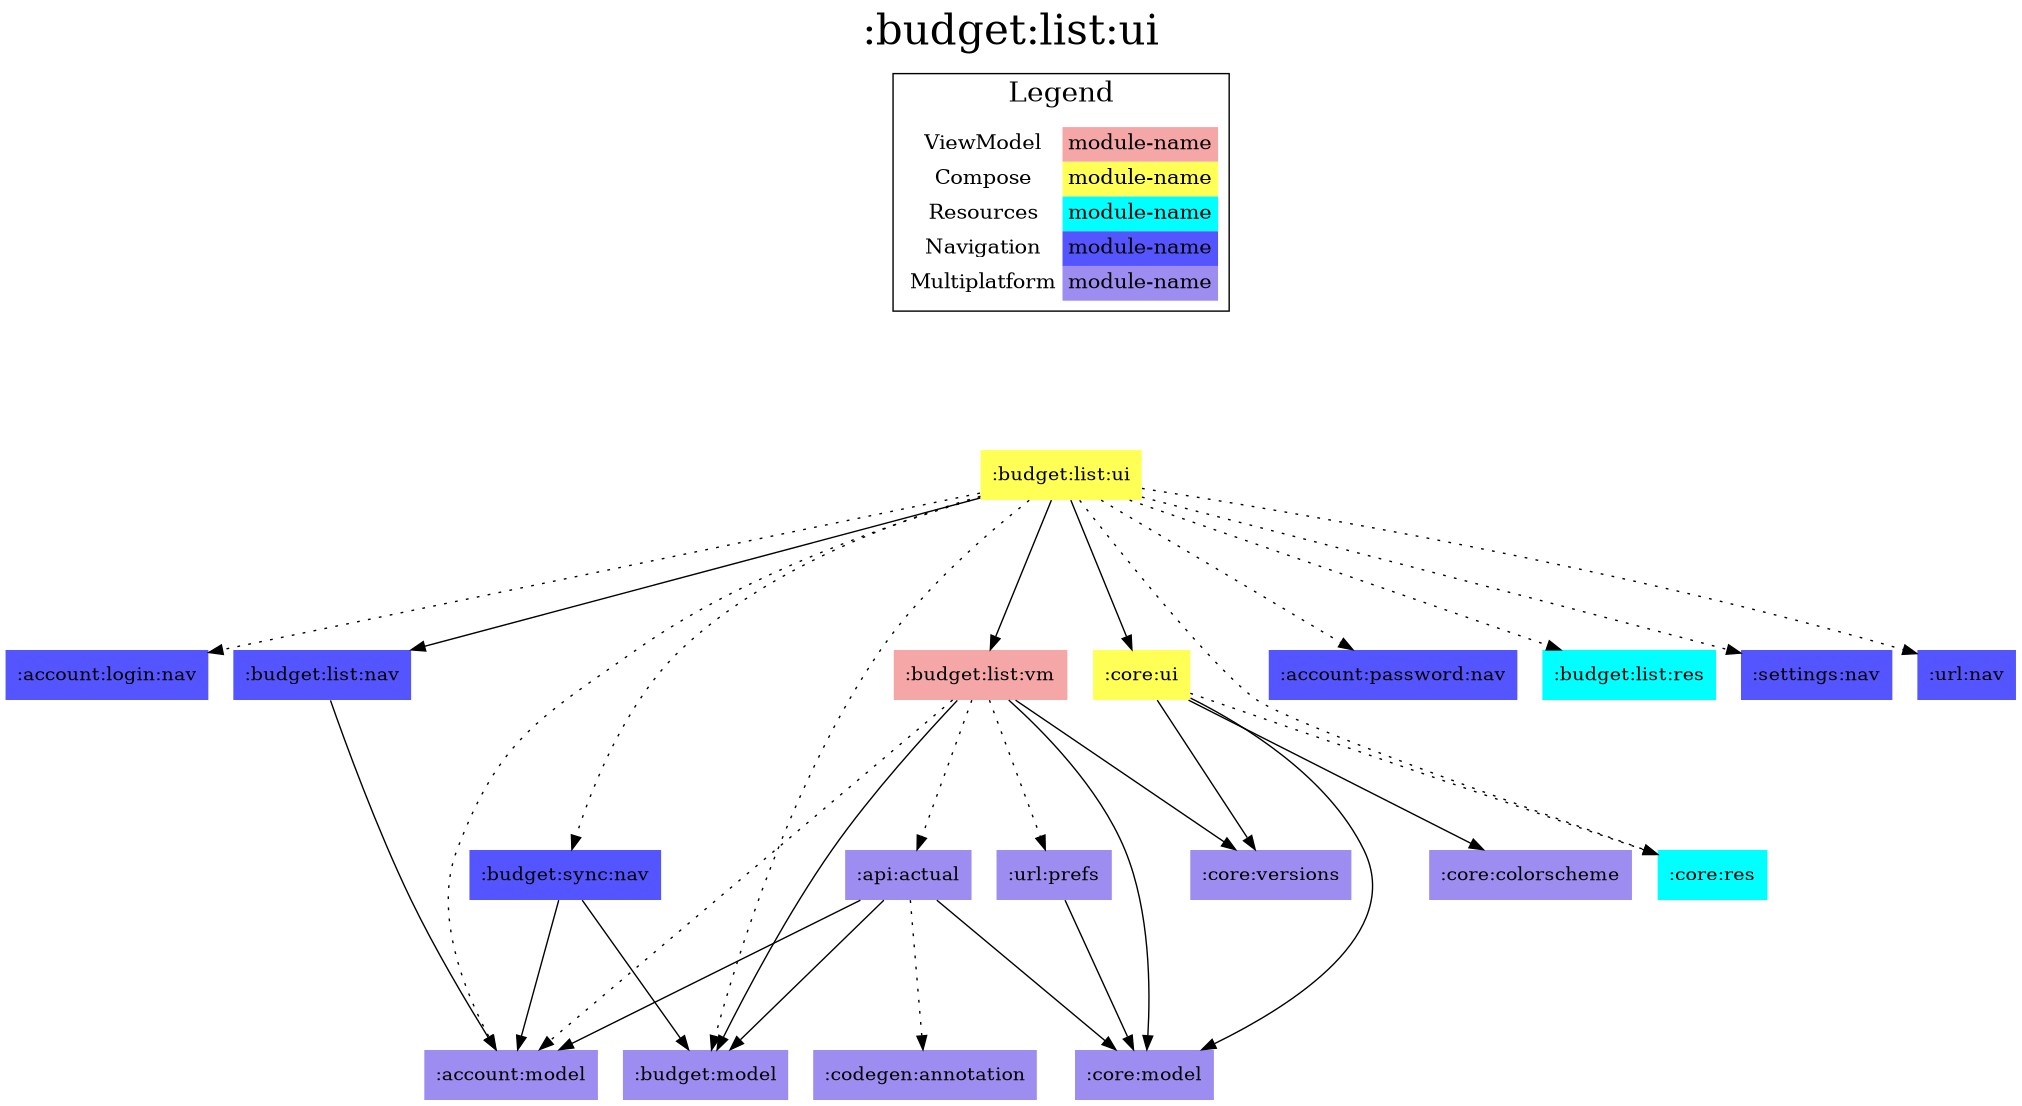 :budget:list:ui
Legend
ViewModel module-name
Compose module-name
Resources module-name
Navigation module-name
Multiplatform module-name
:budget:list:ui
:account:login:nav :budget:list:nav :budget:list:vm :core:ui :account:password:nav :budget:list:res :settings:nav :url:nav
:budget:sync:nav :api:actual :url:prefs :core:versions :core:colorscheme :core:res
:account:model :budget:model :codegen:annotation :core:model